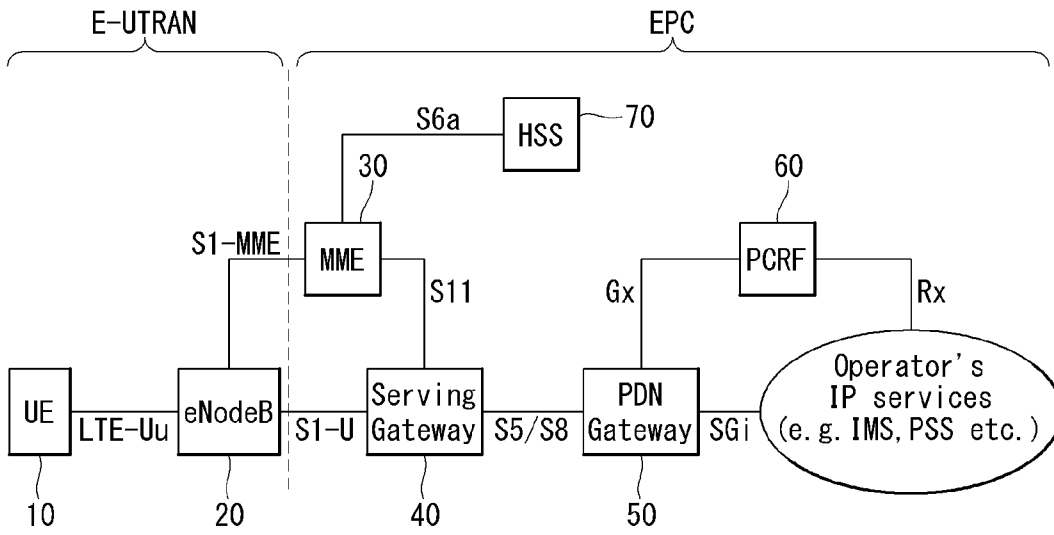 E-UTRAN
EPC
S6a
HSS
70
30
60
S1-MME
MME
PCRF
S11
Gx
Rx
UE
LTE-Uu
eNodeB
S1-U
Serving
Gateway
S5/S8
PDN
Gateway
SGi
Operator's
IP services
(e.g. IMS, PSS etc.)
10
20
40
50